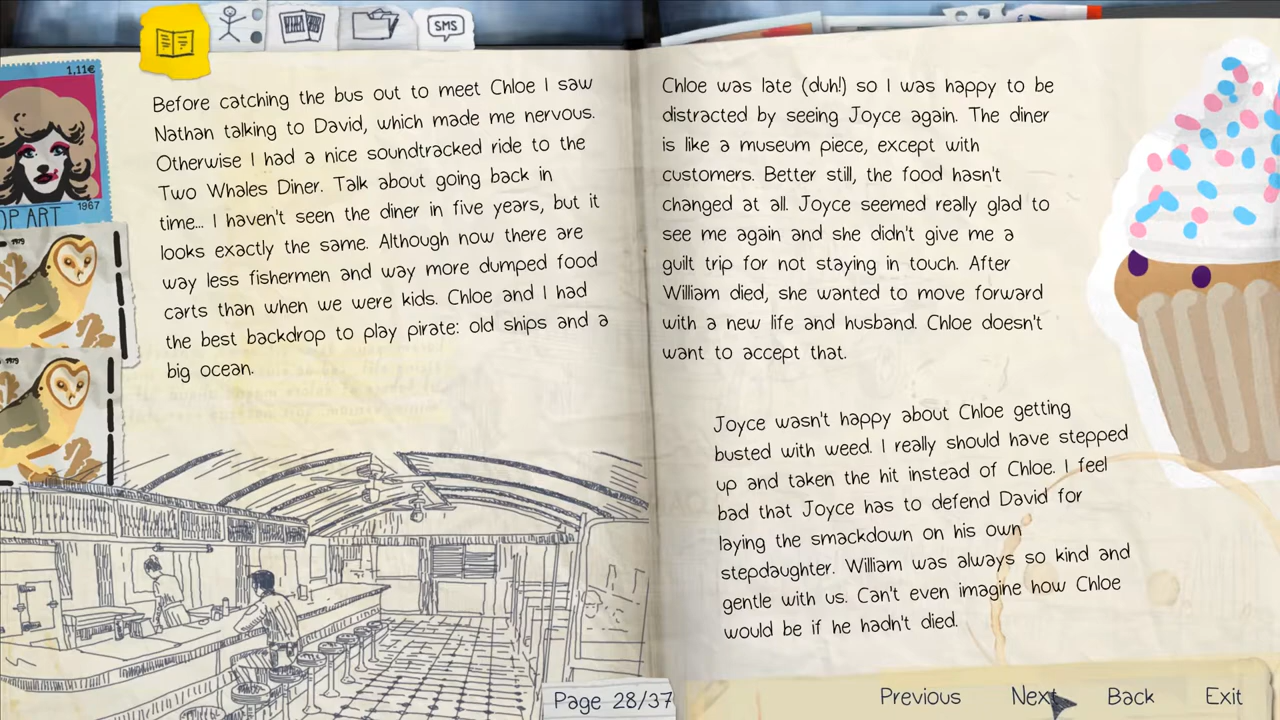 SMS
1,11€
OP ART
1967
1979
1979
Before catching the bus out to meet Chloe I saw
Nathan talking to David, which made me nervous.
Otherwise I had a nice soundtracked ride to the
Two Whales Diner. Talk about going back in
time... I haven't seen the diner in five years, but it
looks exactly the same. Although now there are
way less fishermen and way more dumped food
carts than when we were kids. Chloe and I had
the best backdrop to play pirate: old ships and a
big ocean.
Chloe was late (duh!) so I was happy to be
distracted by seeing Joyce again. The diner
is like a museum piece, except with
customers. Better still, the food hasn't
changed at all. Joyce seemed really glad to
see me again and she didn't give me a
guilt trip for not staying in touch. After
William died, she wanted to move forward
with a new life and husband. Chloe doesn't
want to accept that.
Joyce wasn't happy about Chloe getting
busted with weed. I really should have stepped
up and taken the hit instead of Chloe. I feel
bad that Joyce has to defend David for
laying the smackdown on his own
stepdaughter. William was always so kind and
gentle with us. Can't even imagine how Chloe
would be if he hadn't died.
Page 28/37
Previous Next Back Exit